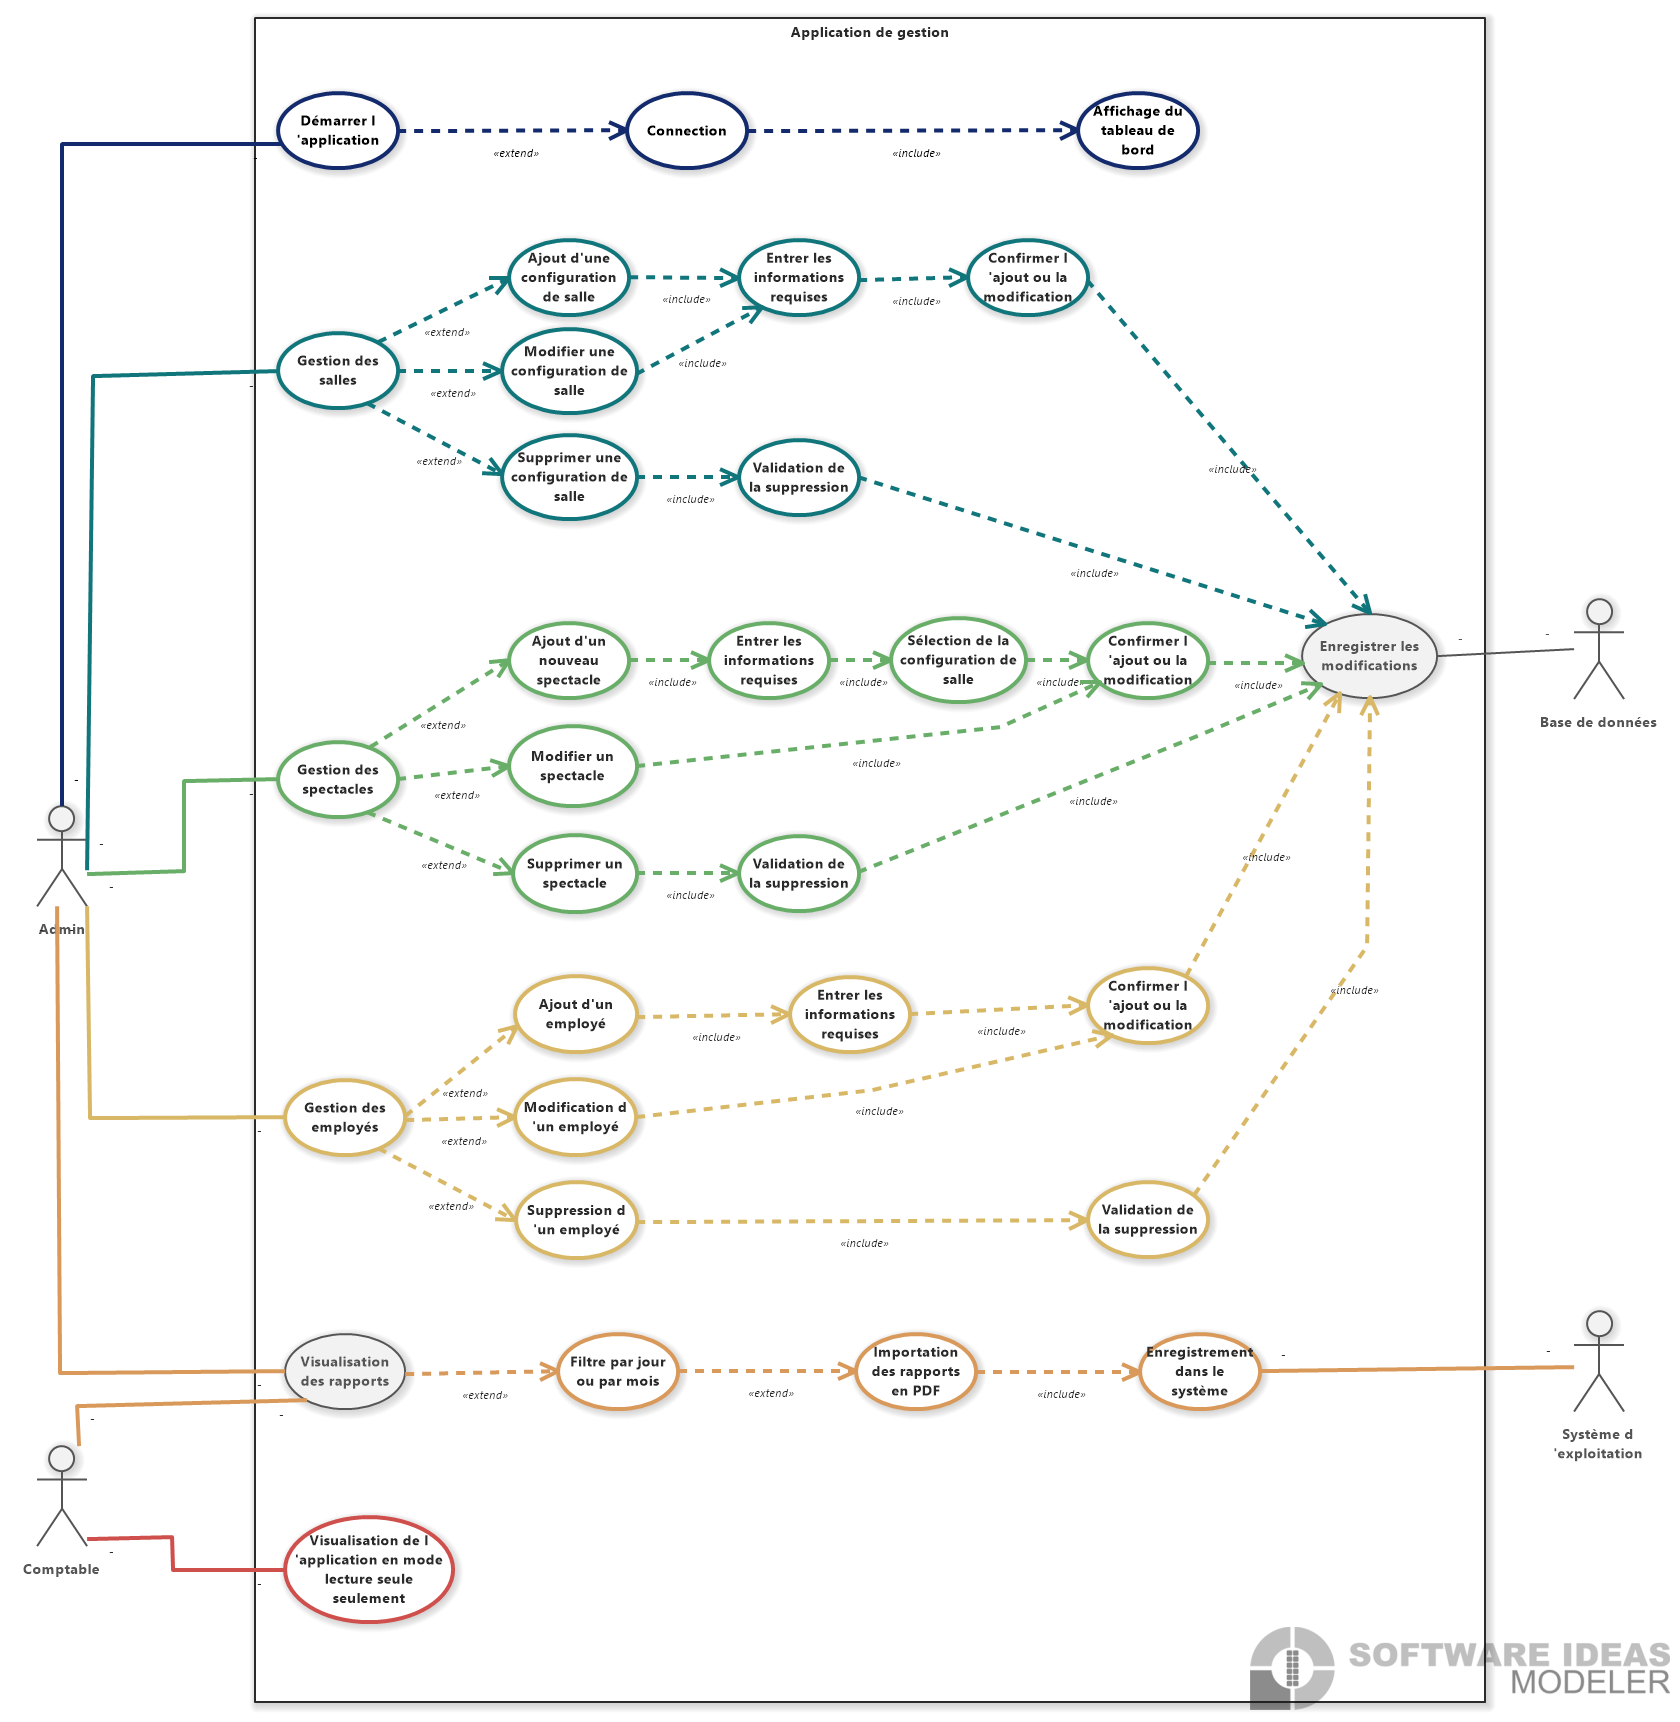 Application de gestion
Démarrer l
'application
«extend»
Connection
«include»
Affichage du
tableau de
bord
Ajout d'une
configuration
de salle
«include»
Entrer les
informations
requises
«include»
Confirmer l
'ajout ou la
modification
«extend»
Gestion des
salles
«extend»
Modifier une
configuration de
salle
«include»
«extend»
Supprimer une
configuration de
salle
«include»
Validation de
la suppression
«include»
«include»
Ajout d'un
nouveau
spectacle
«include»
Entrer les
informations
requises
«include»
Sélection de la
configuration de
salle
«include»
Confirmer l
'ajout ou la
modification
«include»
Enregistrer les
modifications
-
-
Base de données
«extend»
Gestion des
spectacles
«extend»
Modifier un
spectacle
«include»
«extend»
Supprimer un
spectacle
«include»
Validation de
la suppression
«include»
«include»
Admin
Ajout d'un
employé
«include»
Entrer les
informations
requises
«include»
Confirmer l
'ajout ou la
modification
«include»
«extend»
Gestion des
employés
«extend»
Modification d
'un employé
«include»
«extend»
Suppression d
'un employé
«include»
Validation de
la suppression
Visualisation
des rapports
«extend»
Filtre par jour
ou par mois
«extend»
Importation
des rapports
en PDF
«include»
Enregistrement
dans le
système
-
-
Système d
'exploitation
Comptable
Visualisation de l
'application en mode
lecture seule
seulement
SOFTWARE IDEAS
MODELER